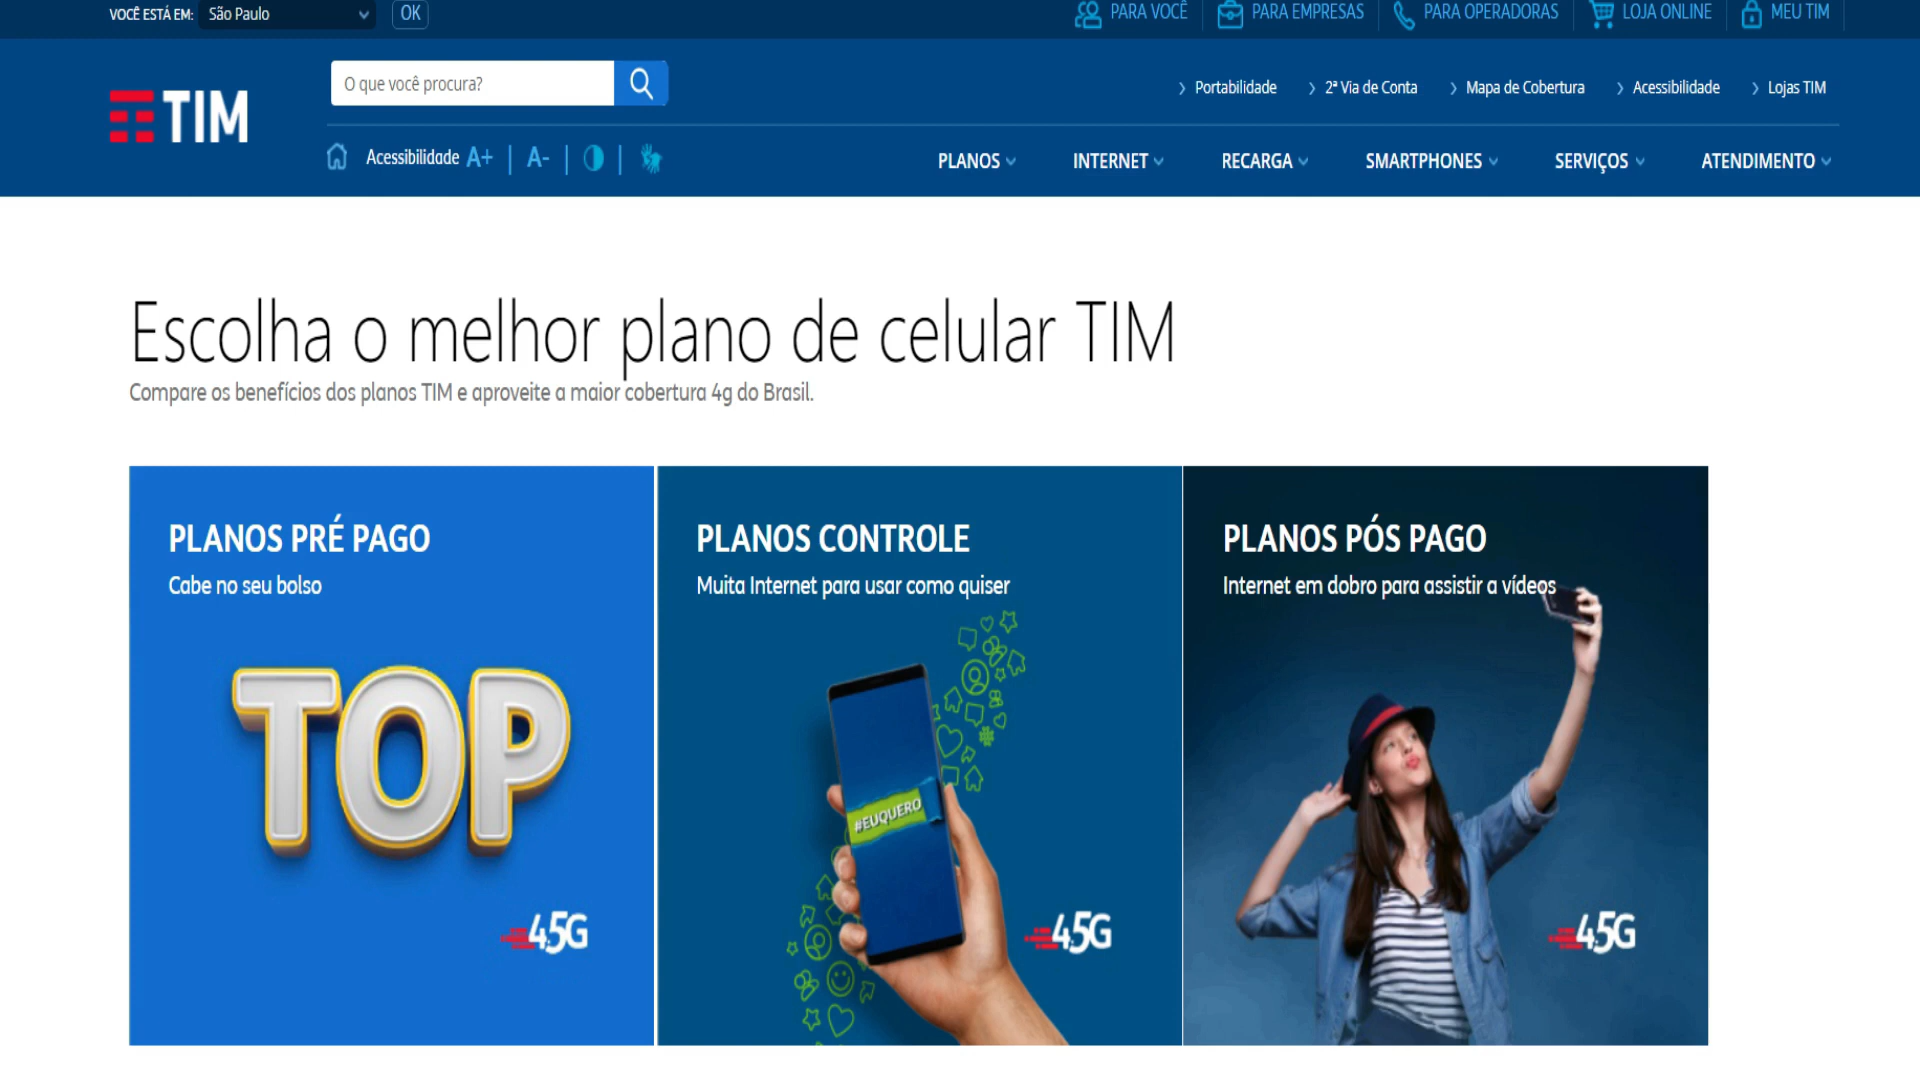 VOCÊ ESTÁ EM: São Paulo OK PARA VOCÊ PARA EMPRESAS PARA OPERADORAS LOJA ONLINE MEU TIM
TIM
O que você procura?
Portabilidade 2ª Via de Conta Mapa de Cobertura Acessibilidade Lojas TIM
Acessibilidade A+ | A- | |
PLANOS INTERNET RECARGA SMARTPHONES SERVIÇOS ATENDIMENTO
Escolha o melhor plano de celular TIM
Compare os benefícios dos planos TIM e aproveite a maior cobertura 4g do Brasil.
PLANOS PRÉ PAGO
Cabe no seu bolso
TOP
4.5G
PLANOS CONTROLE
Muita Internet para usar como quiser
#EUQUERO
4.5G
PLANOS PÓS PAGO
Internet em dobro para assistir a vídeos
4.5G